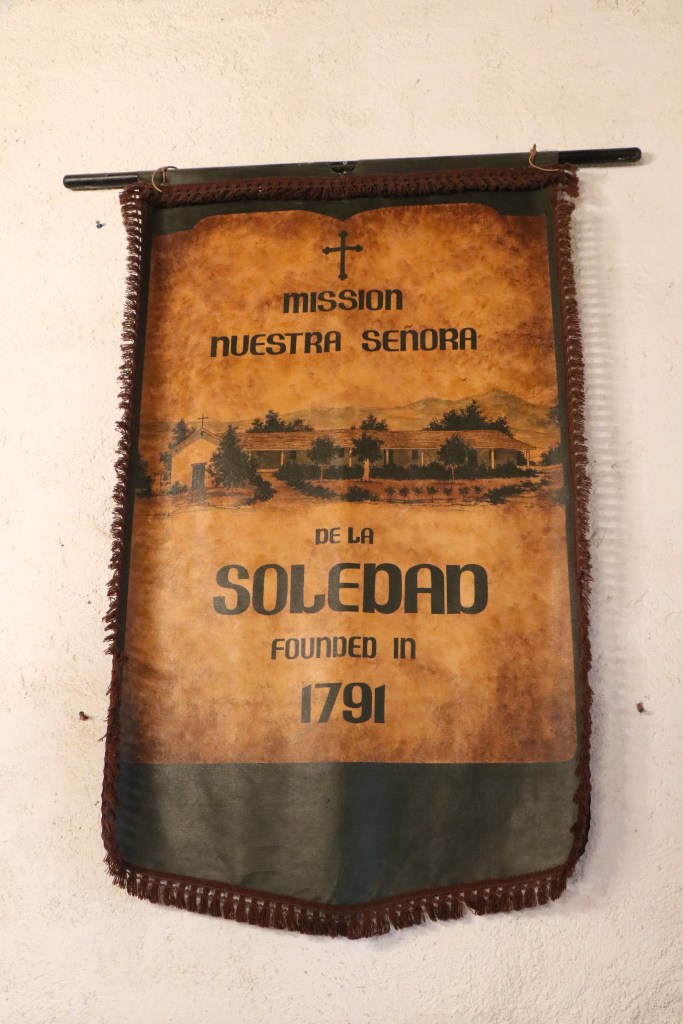 MISSION
NUESTRA SEÑORA
DE LA
SOLEDAD
FOUNDED IN
1791